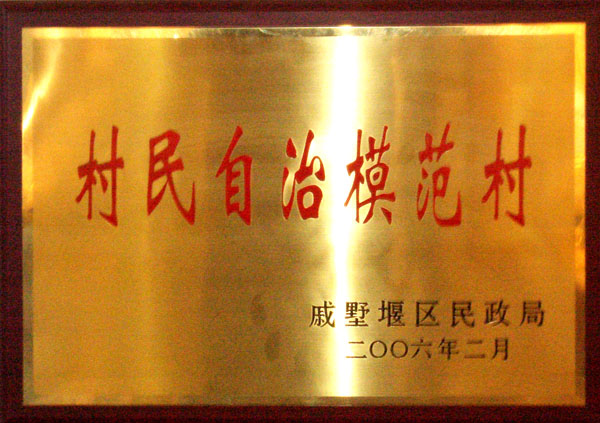 村民自治模范村
戚墅堰区民政局
二〇〇六年二月